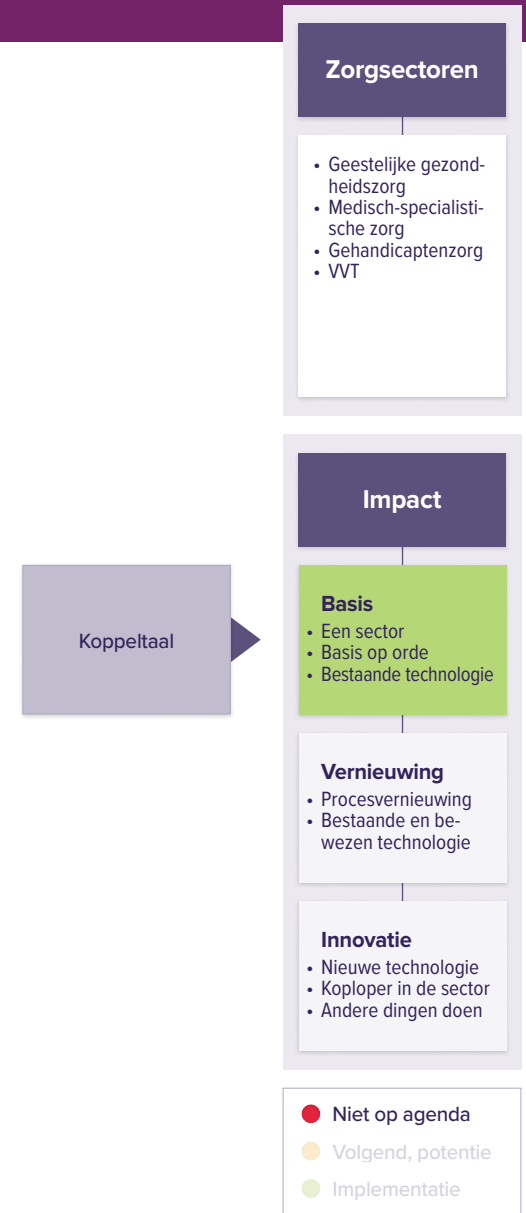 Zorgsectoren
• Geestelijke gezond-
heidszorg
• Medisch-specialisti-
sche zorg
• Gehandicaptenzorg
• VVT
Impact
Koppeltaal
Basis
• Een sector
• Basis op orde
• Bestaande technologie
Vernieuwing
• Procesvernieuwing
• Bestaande en be-
wezen technologie
Innovatie
• Nieuwe technologie
• Koploper in de sector
• Andere dingen doen
Niet op agenda
Volgend, potentie
Implementatie